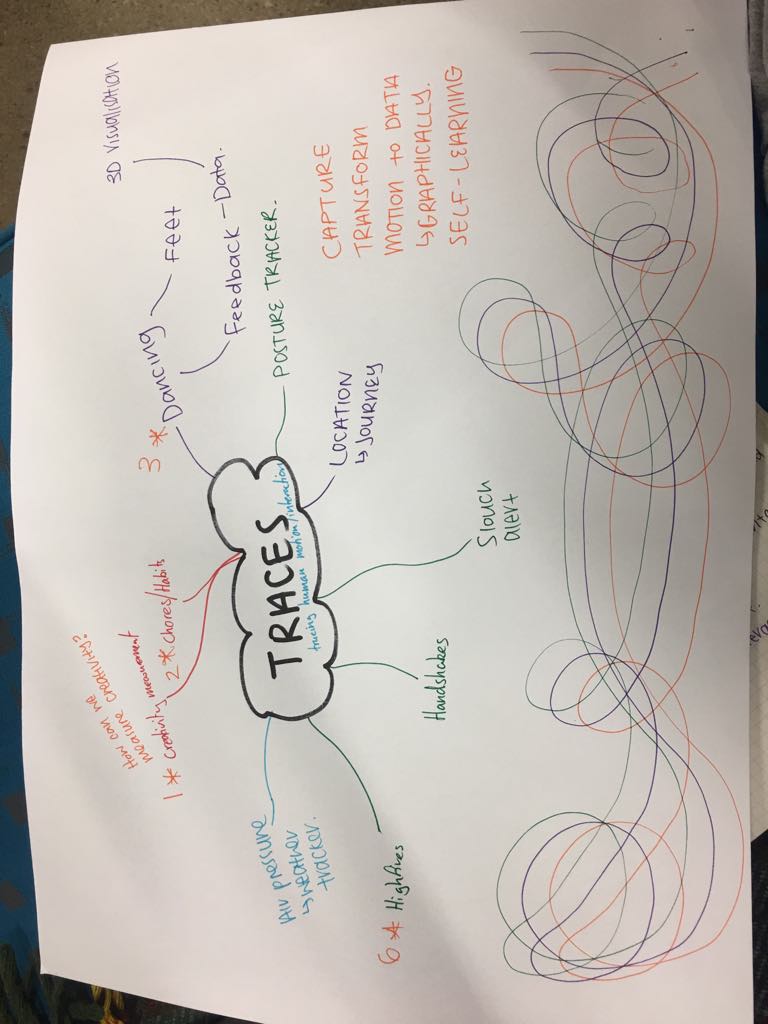 TRACES
tracing human motion/interaction
How can we
measure creativity?
1 * Creativity measurement
2 * Chores/Habits
3 * Dancing
Feet
Feedback - Data.
3D Visualisation
POSTURE TRACKER.
LOCATION
↳ JOURNEY
Slouch
alert
Handshakes
6 * Highfives
Air pressure
↳ weather
tracker.
CAPTURE
TRANSFORM
MOTION to DATA
↳ GRAPHICALLY.
SELF-LEARNING